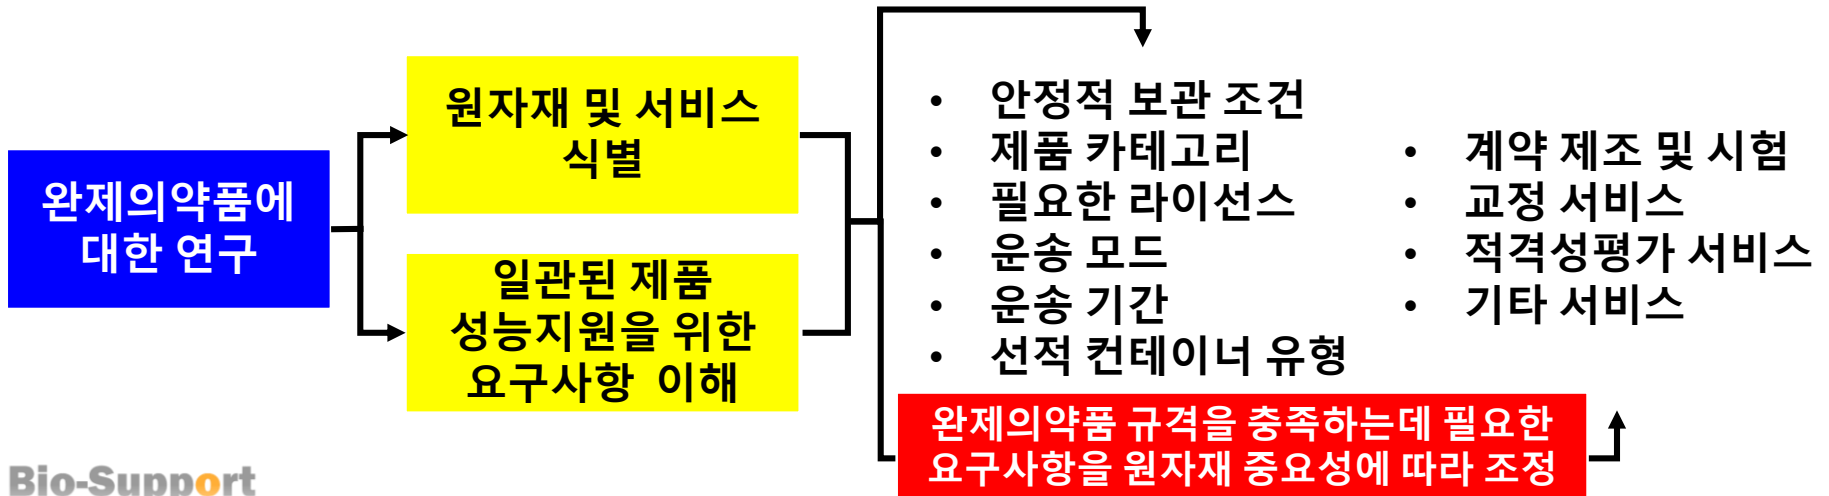 완제의약품에
대한 연구
원자재 및 서비스
식별
일관된 제품
성능지원을 위한
요구사항 이해
• 안정적 보관 조건
• 제품 카테고리
• 필요한 라이선스
• 운송 모드
• 운송 기간
• 선적 컨테이너 유형
• 계약 제조 및 시험
• 교정 서비스
• 적격성평가 서비스
• 기타 서비스
완제의약품 규격을 충족하는데 필요한
요구사항을 원자재 중요성에 따라 조정
Bio-Support